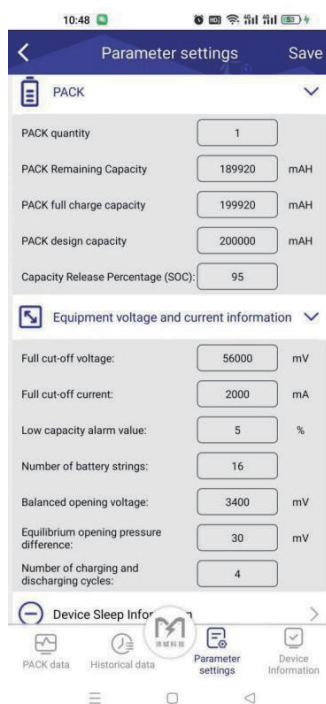 10:48
Parameter settings Save
PACK
PACK quantity 1
PACK Remaining Capacity 189920 mAH
PACK full charge capacity 199920 mAH
PACK design capacity 200000 mAH
Capacity Release Percentage (SOC): 95
Equipment voltage and current information
Full cut-off voltage: 56000 mV
Full cut-off current: 2000 mA
Low capacity alarm value: 5 %
Number of battery strings: 16
Balanced opening voltage: 3400 mV
Equilibrium opening pressure
difference: 30 mV
Number of charging and
discharging cycles: 4
Device Sleep
PACK data Historical data Parameter
settings Device
Information